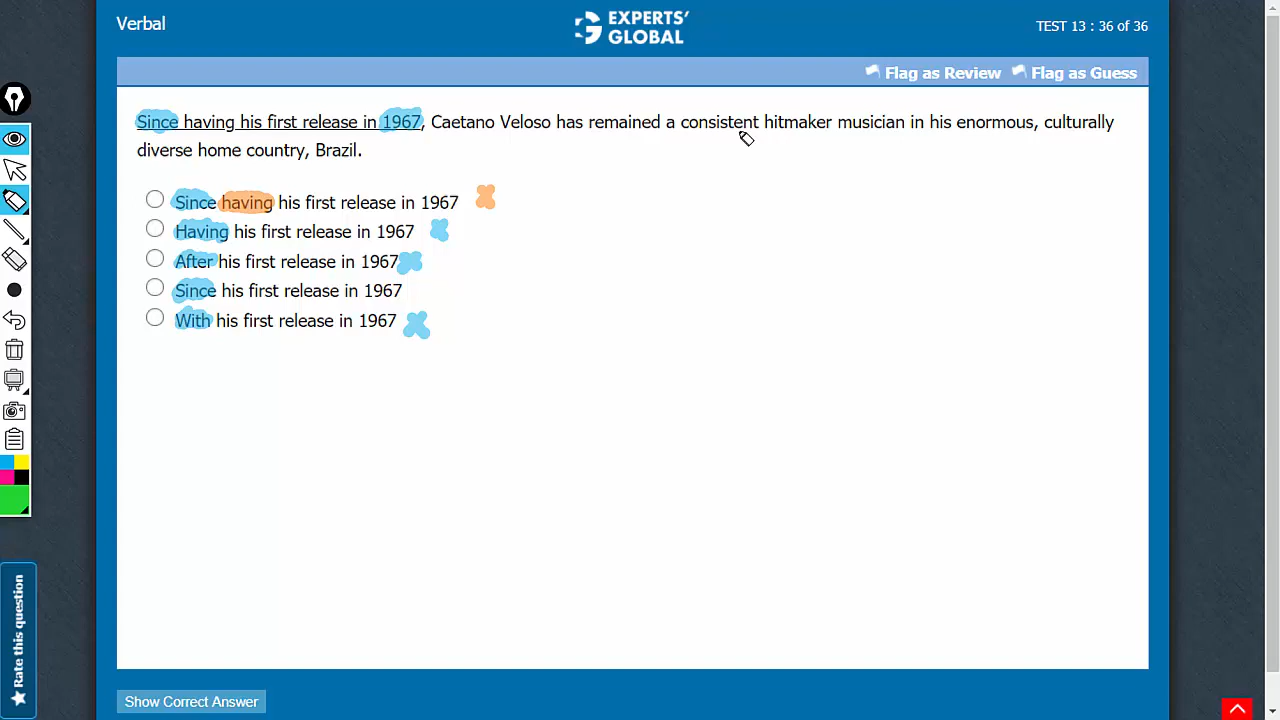 Verbal
EXPERTS'
GLOBAL
TEST 13 : 36 of 36
Flag as Review
Flag as Guess
Since having his first release in 1967, Caetano Veloso has remained a consistent hitmaker musician in his enormous, culturally
diverse home country, Brazil.
Since having his first release in 1967
Having his first release in 1967
After his first release in 1967
Since his first release in 1967
With his first release in 1967
Rate this question
Show Correct Answer